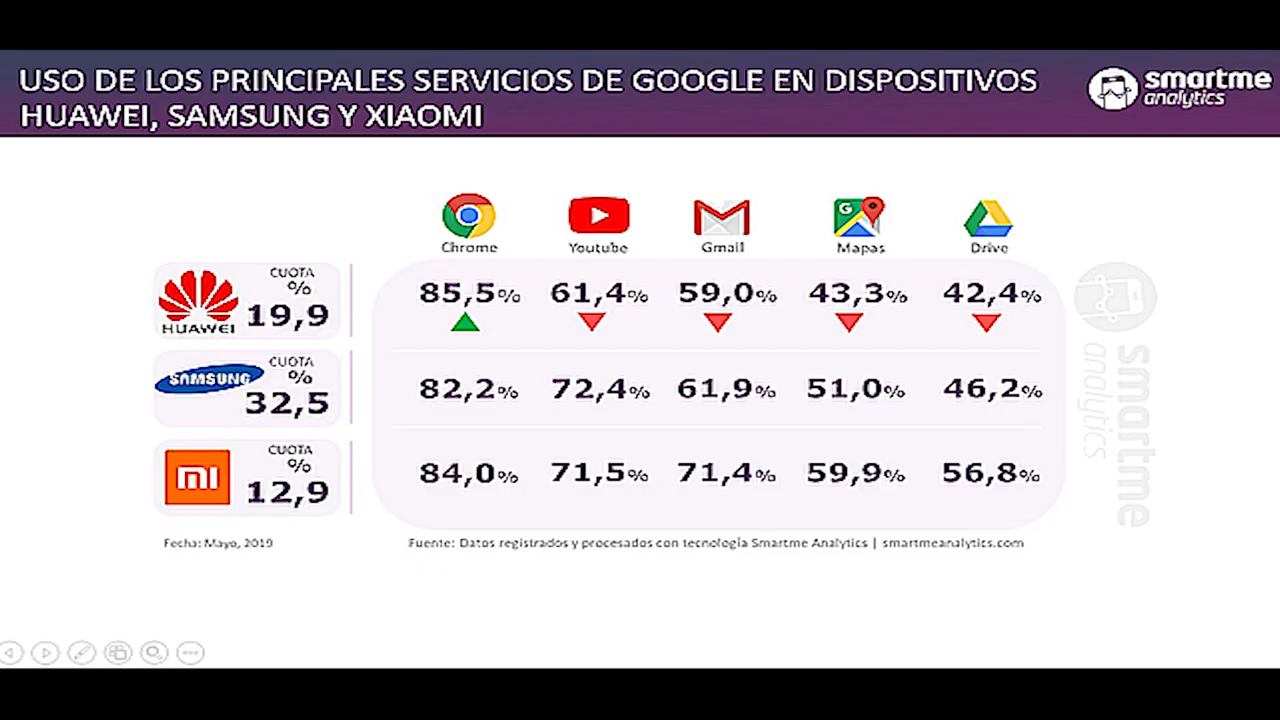 USO DE LOS PRINCIPALES SERVICIOS DE GOOGLE EN DISPOSITIVOS
HUAWEI, SAMSUNG Y XIAOMI
smartme
analytics
Chrome
Youtube
Gmail
Mapas
Drive
HUAWEI
CUOTA
%
19,9
85,5% 61,4% 59,0% 43,3% 42,4%
SAMSUNG
CUOTA
%
32,5
82,2% 72,4% 61,9% 51,0% 46,2%
MI
CUOTA
%
12,9
84,0% 71,5% 71,4% 59,9% 56,8%
smartme
analytics
Fecha: Mayo, 2019
Fuente: Datos registrados y procesados con tecnología Smartme Analytics | smartmeanalytics.com